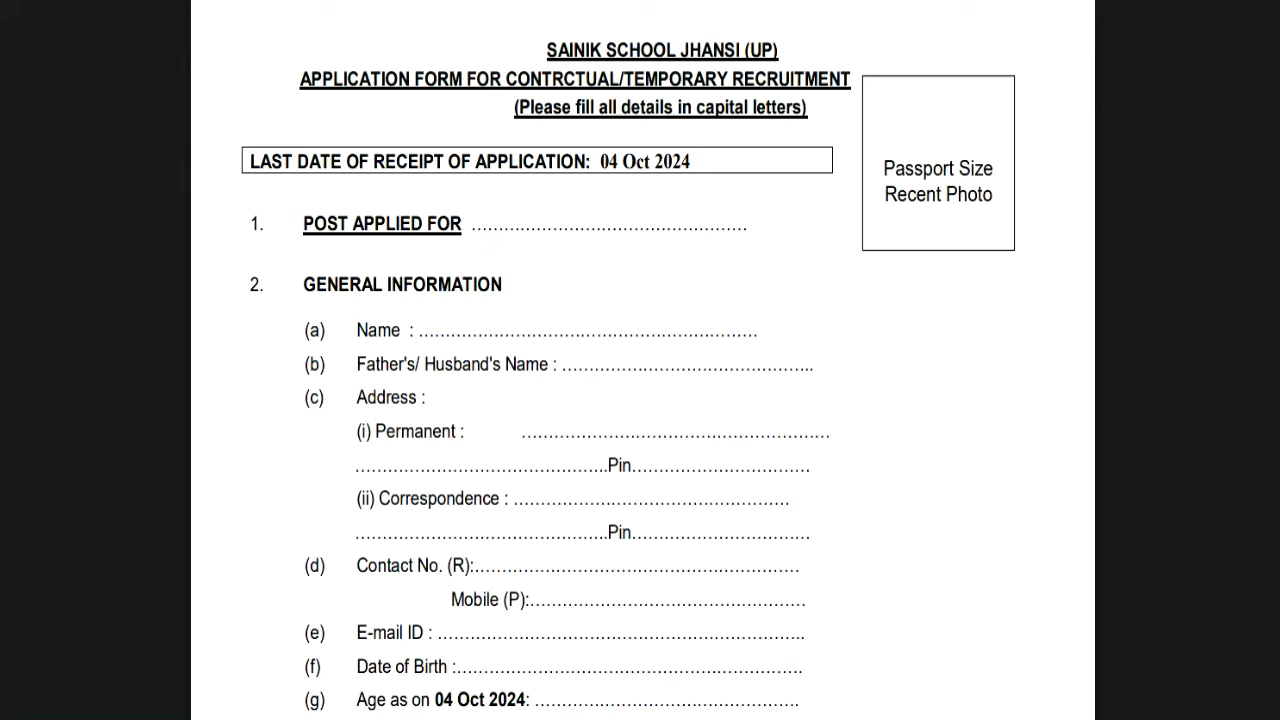 SAINIK SCHOOL JHANSI (UP)
APPLICATION FORM FOR CONTRCTUAL/TEMPORARY RECRUITMENT
(Please fill all details in capital letters)
LAST DATE OF RECEIPT OF APPLICATION: 04 Oct 2024
Passport Size
Recent Photo
1. POST APPLIED FOR ……………………………………………
2. GENERAL INFORMATION
(a) Name : ………………………………………………………
(b) Father's/ Husband's Name : ………………………………………..
(c) Address :
(i) Permanent : …………………………………………………
………………………………………..Pin……………………………
(ii) Correspondence : ……………………………………………
………………………………………..Pin……………………………
(d) Contact No. (R):……………………………………………………
Mobile (P):……………………………………………
(e) E-mail ID : …………………………………………………………..
(f) Date of Birth :……………………………………………………….
(g) Age as on 04 Oct 2024: ………………………………………….